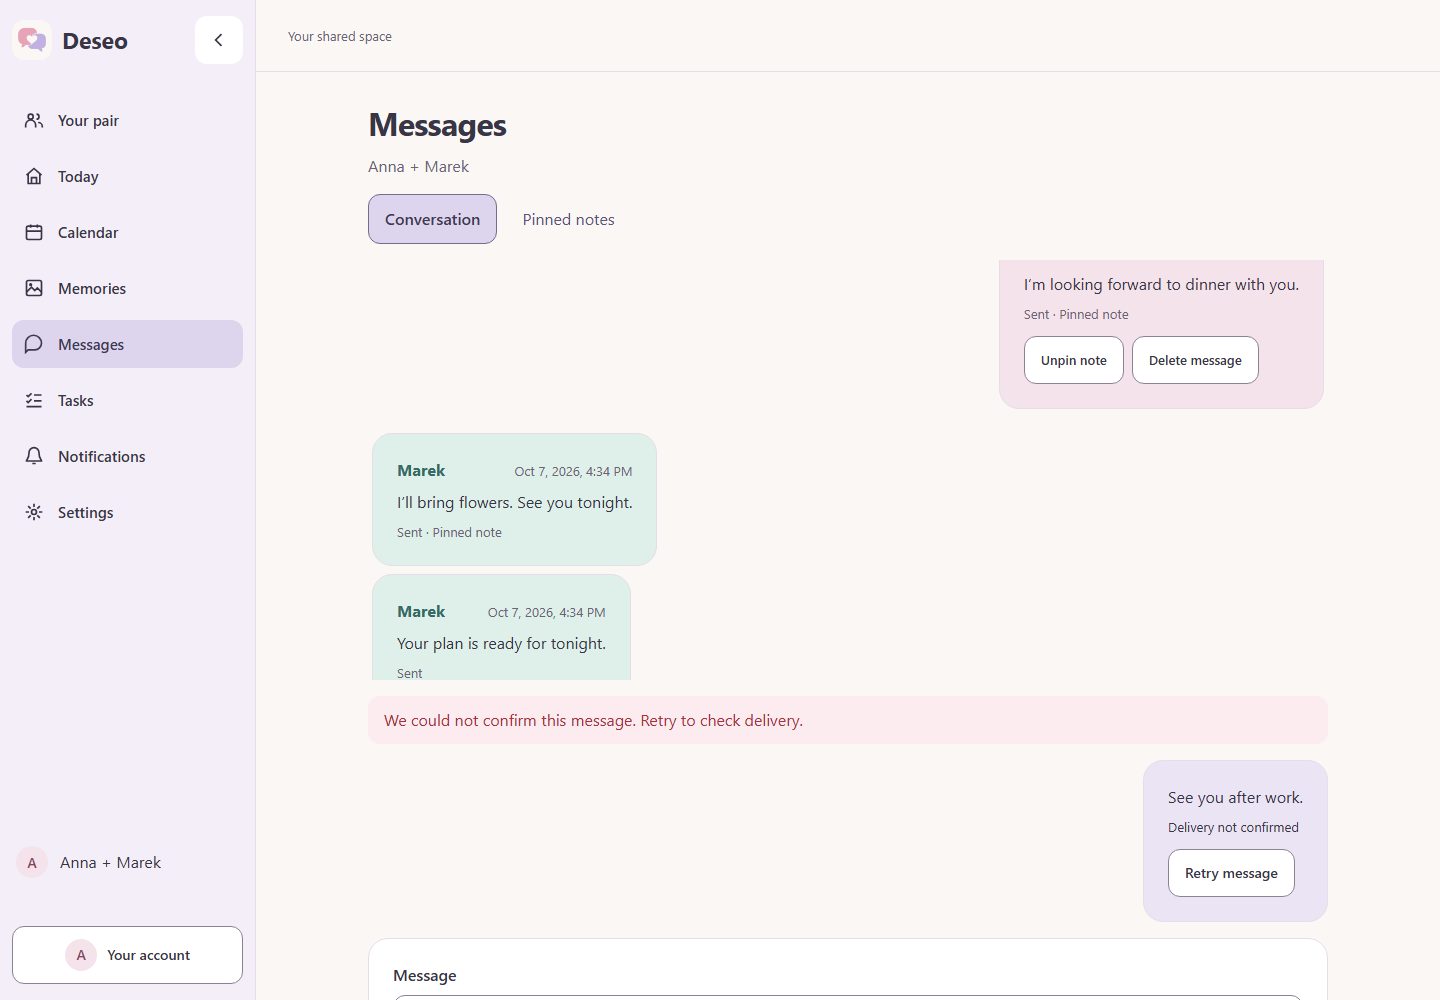 Deseo
Your pair
Today
Calendar
Memories
Messages
Tasks
Notifications
Settings
A Anna + Marek
A Your account
Your shared space
Messages
Anna + Marek
Conversation Pinned notes
I’m looking forward to dinner with you.
Sent · Pinned note
Unpin note Delete message
Marek Oct 7, 2026, 4:34 PM
I’ll bring flowers. See you tonight.
Sent · Pinned note
Marek Oct 7, 2026, 4:34 PM
Your plan is ready for tonight.
Sent
We could not confirm this message. Retry to check delivery.
See you after work.
Delivery not confirmed
Retry message
Message